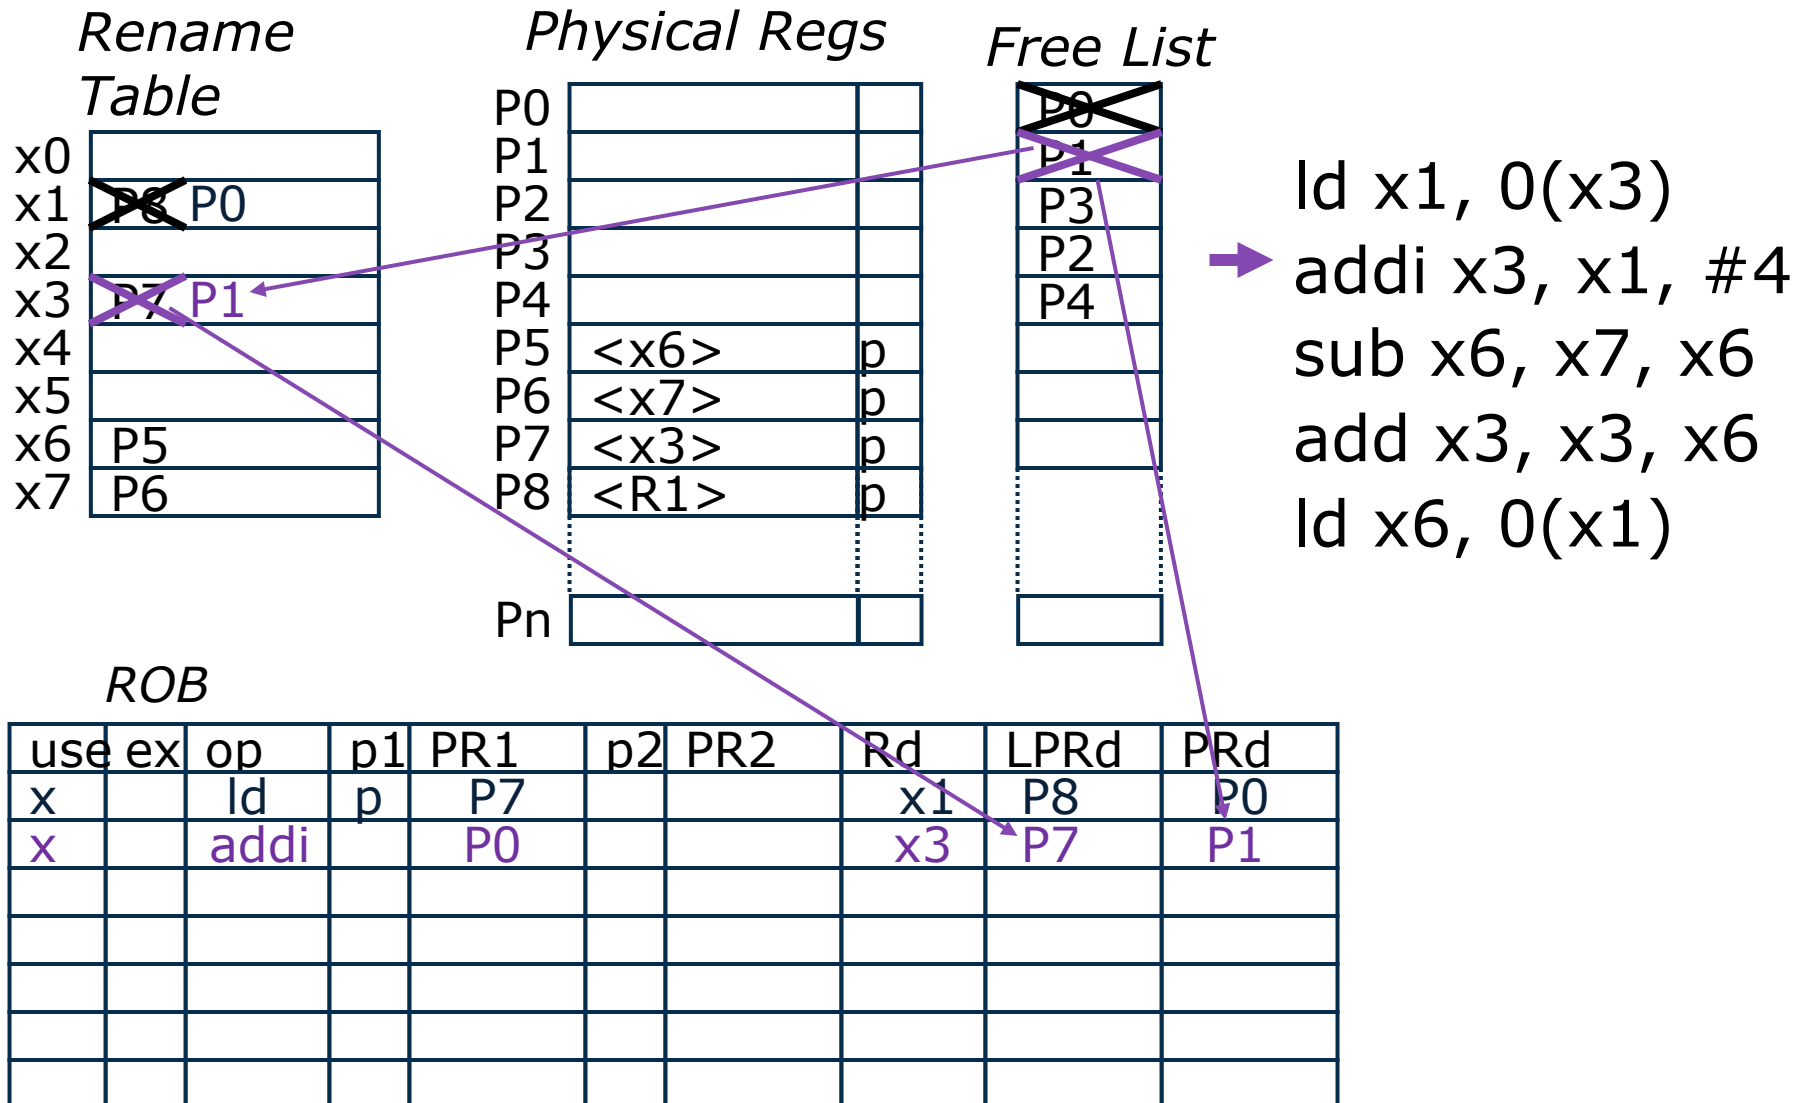 Rename Table
x0
x1 P8 P0
x2
x3 P7 P1
x4
x5
x6 P5
x7 P6
Physical Regs
P0
P1
P2
P3
P4
P5 <x6> p
P6 <x7> p
P7 <x3> p
P8 <R1> p
Pn
Free List
P0
P1
P3
P2
P4
ld x1, 0(x3)
addi x3, x1, #4
sub x6, x7, x6
add x3, x3, x6
ld x6, 0(x1)
ROB
use ex op p1 PR1 p2 PR2 Rd LPRd PRd
x ld p P7 x1 P8 P0
x addi P0 x3 P7 P1